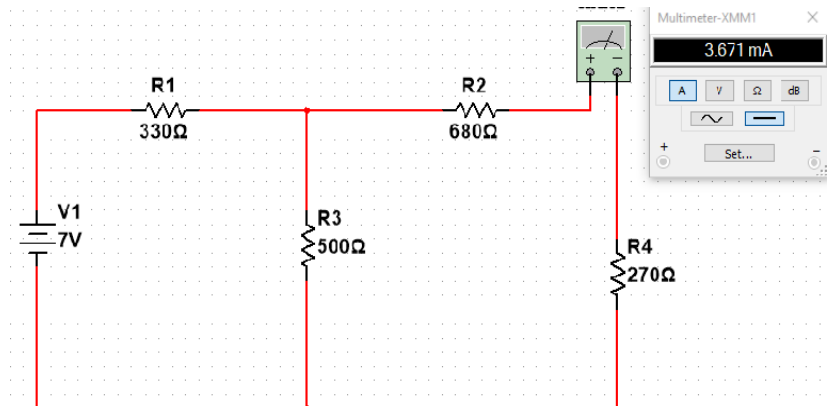 Multimeter-XMM1
3.671 mA
A V Ω dB
+ Set... -
R1
330Ω
R2
680Ω
+ -
V1
7V
R3
500Ω
R4
270Ω